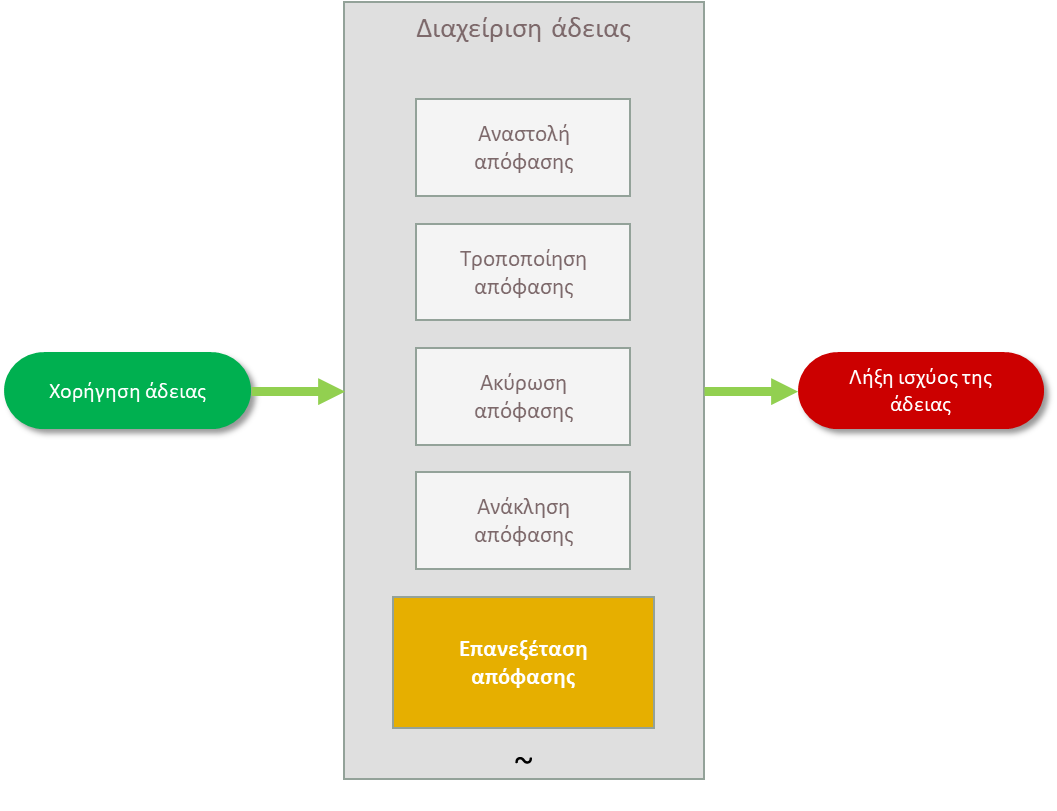 Διαχείριση άδειας
Αναστολή
απόφασης
Τροποποίηση
απόφασης
Χορήγηση άδειας
Ακύρωση
απόφασης
Λήξη ισχύος της
άδειας
Ανάκληση
απόφασης
Επανεξέταση
απόφασης
~